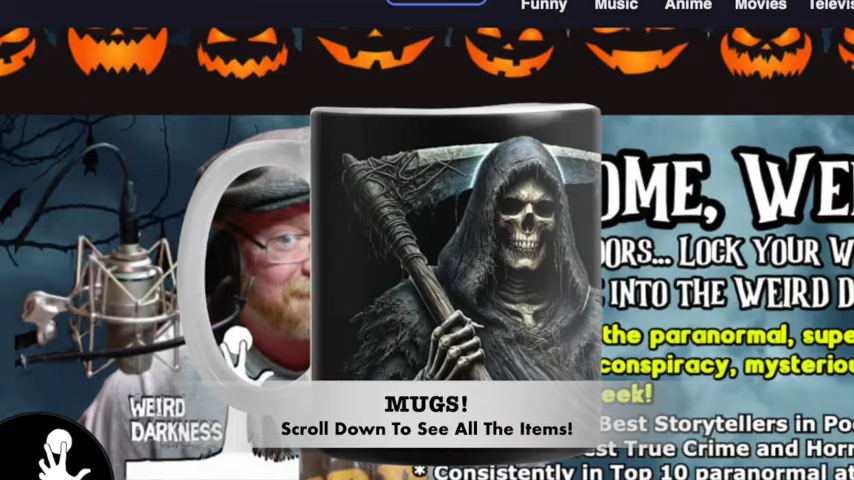 Funny Music Anime Movies
OME, WE
OORS... LOCK YOUR W
INTO THE WEIRD D
the paranormal, supe
conspiracy, mysteriou
eek!
Best Storytellers in Po
st True Crime and Horr
* Consistently in Top 10 paranormal
MUGS!
Scroll Down To See All The Items!
WEIRD
DARKNESS